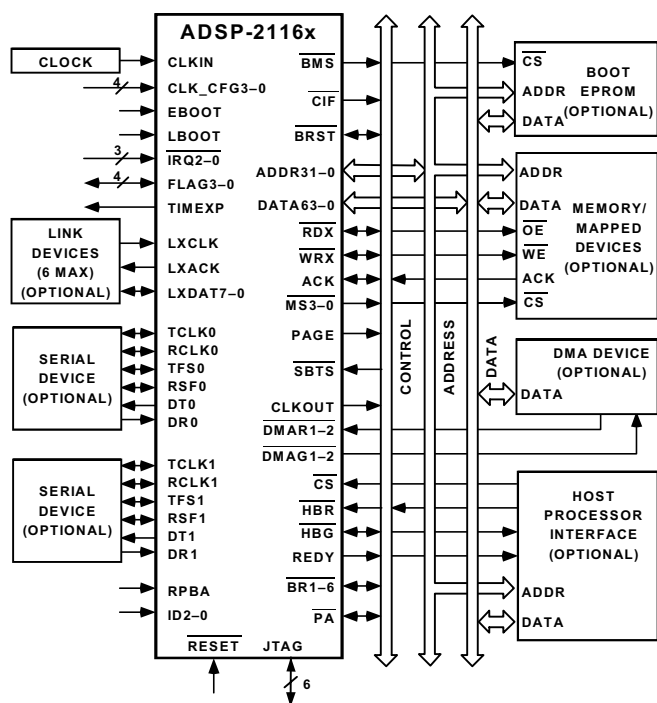 ADSP-2116x
CLOCK
CLKIN
4
CLK_CFG3–0
EBOOT
LBOOT
3
IRQ2–0
4
FLAG3–0
TIMEXP
LINK
DEVICES
(6 MAX)
(OPTIONAL)
LXCLK
LXACK
LXDAT7–0
SERIAL
DEVICE
(OPTIONAL)
TCLK0
RCLK0
TFS0
RSF0
DT0
DR0
SERIAL
DEVICE
(OPTIONAL)
TCLK1
RCLK1
TFS1
RSF1
DT1
DR1
RPBA
ID2–0
RESET
JTAG
6
BMS
CIF
BRST
ADDR31–0
DATA63–0
RDX
WRX
ACK
MS3–0
PAGE
SBTS
CLKOUT
DMAR1–2
DMAG1–2
CS
HBR
HBG
REDY
BR1–6
PA
CONTROL
ADDRESS
DATA
CS
BOOT
EPROM
(OPTIONAL)
ADDR
DATA
ADDR
DATA
MEMORY/
MAPPED
DEVICES
(OPTIONAL)
OE
WE
ACK
CS
DMA DEVICE
(OPTIONAL)
DATA
HOST
PROCESSOR
INTERFACE
(OPTIONAL)
ADDR
DATA